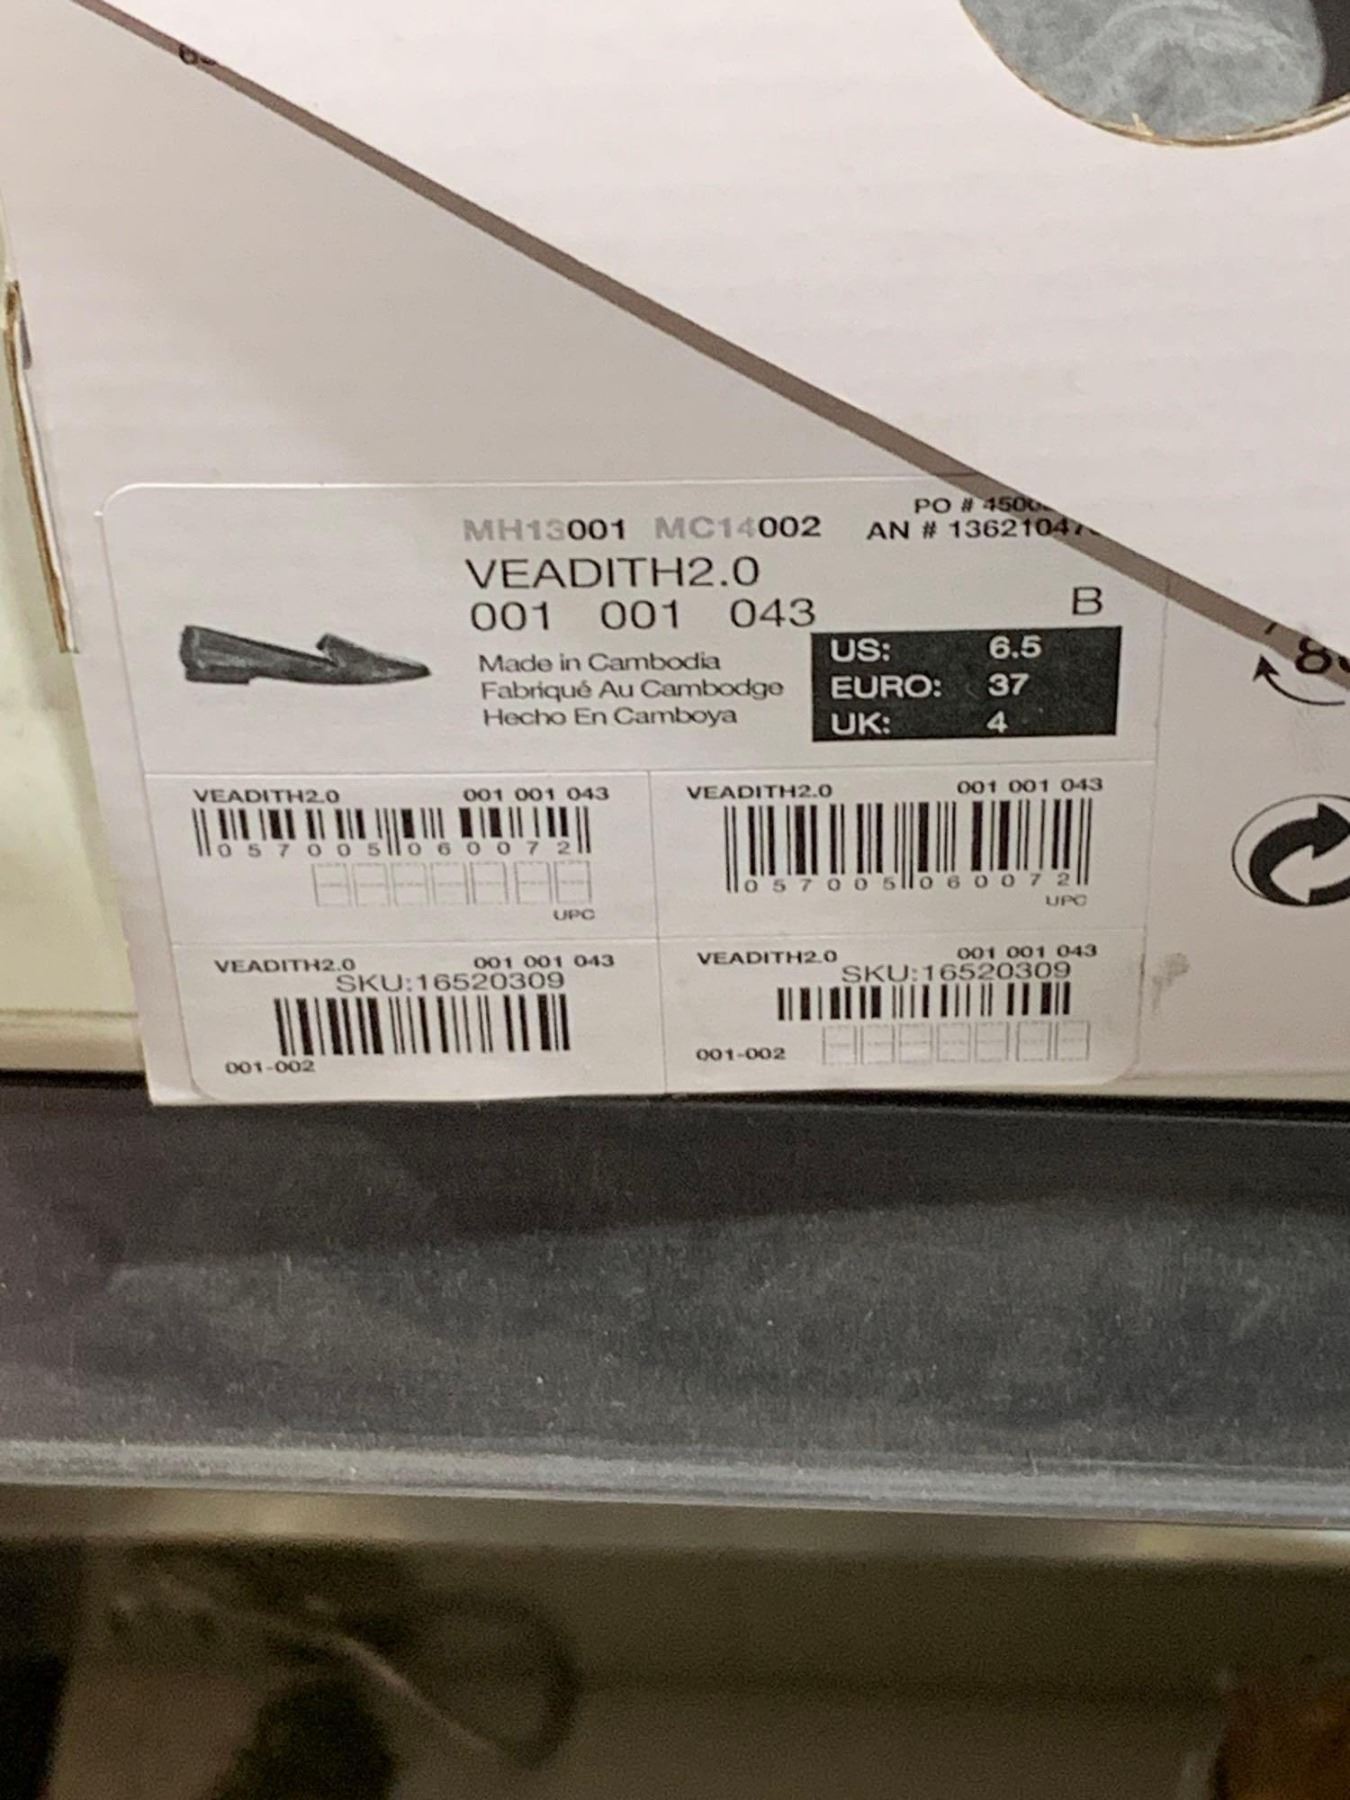 PO # 4500
MH13001 MC14002 AN # 13621047
VEADITH2.0
001 001 043 B
Made in Cambodia
Fabriqué Au Cambodge
Hecho En Camboya
US: 6.5
EURO: 37
UK: 4
VEADITH2.0 001 001 043
0 57005 06007 2
UPC
VEADITH2.0 001 001 043
0 57005 06007 2
UPC
VEADITH2.0 001 001 043
SKU:16520309
001-002
VEADITH2.0 001 001 043
SKU:16520309
001-002